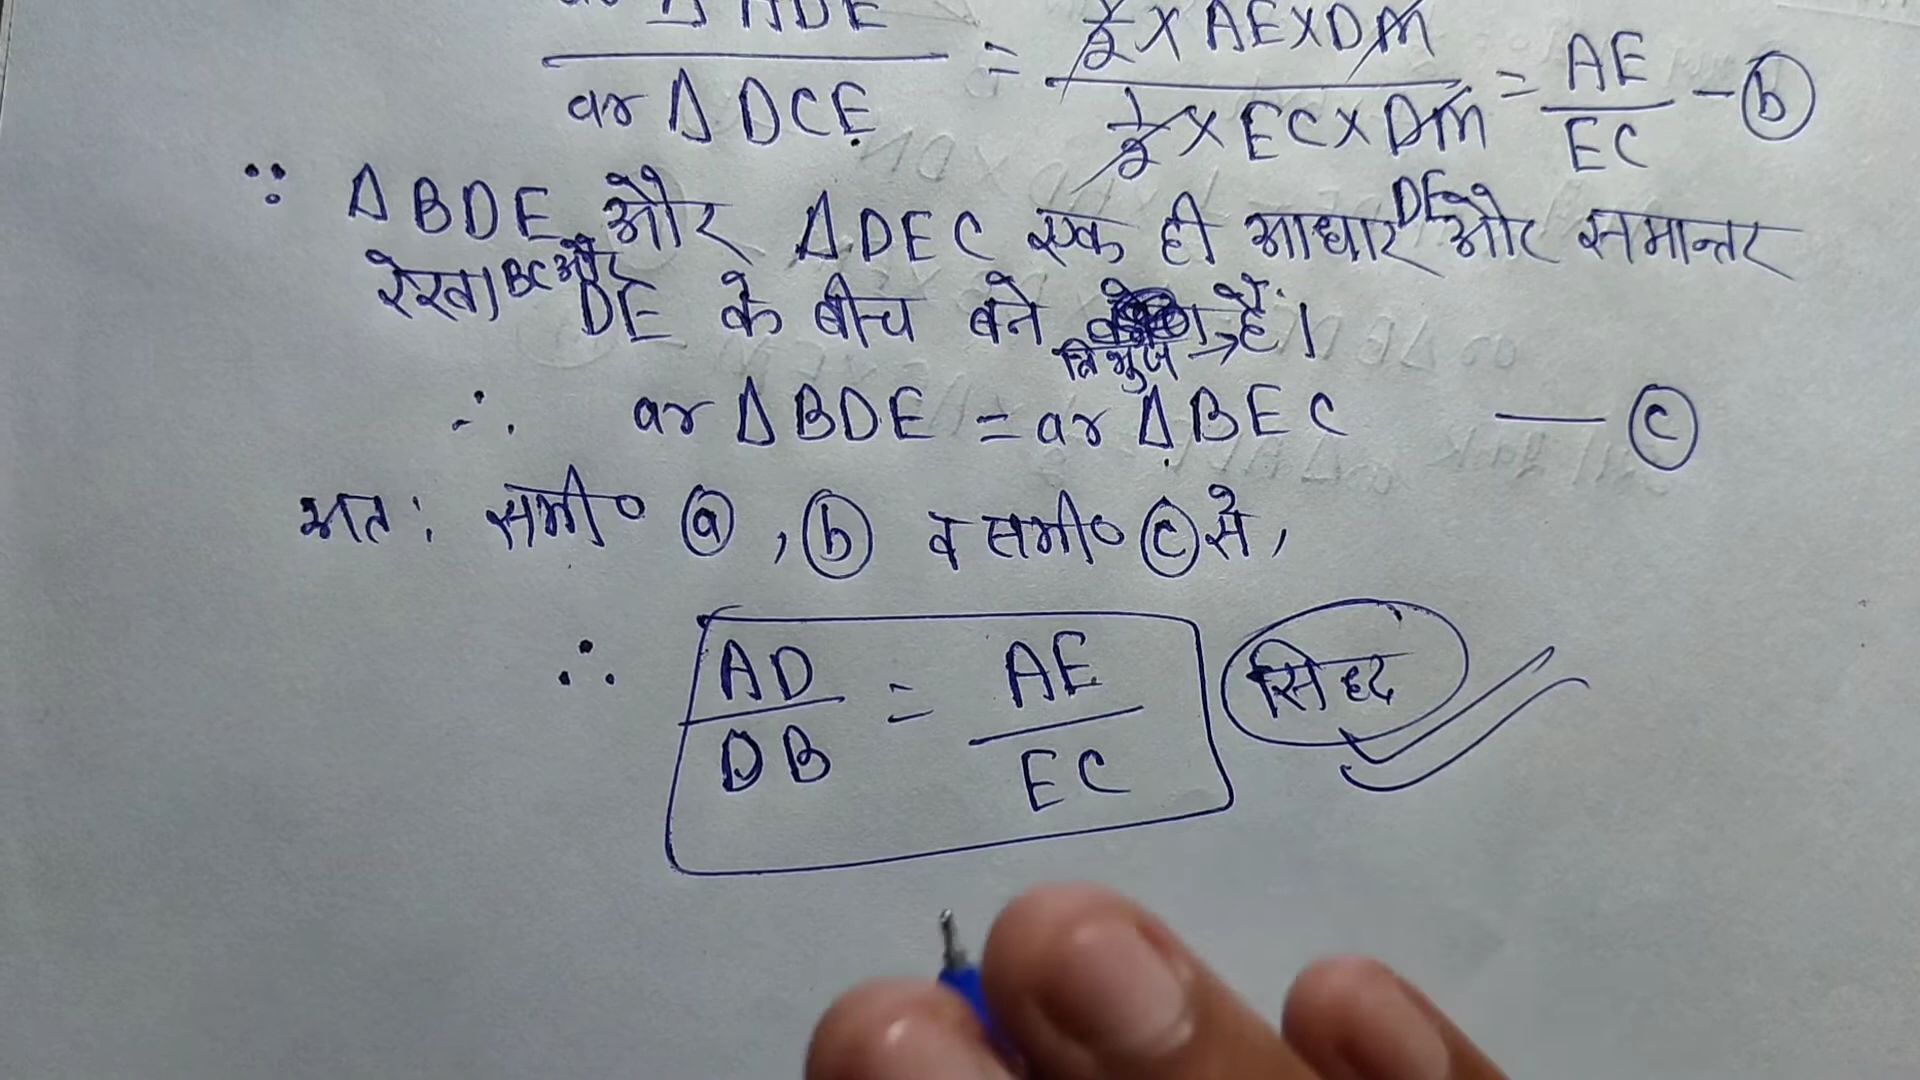 ar Δ ADE / ar Δ DCE = ½ × AE × DM / ½ × EC × DM = AE / EC - (b)
∵ Δ BDE और Δ DEC एक ही आधार DE और समान्तर
रेखा BC और DE के बीच बने त्रिभुज → हैं।
∴ ar Δ BDE = ar Δ BEC — (c)
अतः समी० (a), (b) व समी० (c) से,
∴ AD / DB = AE / EC सिद्ध